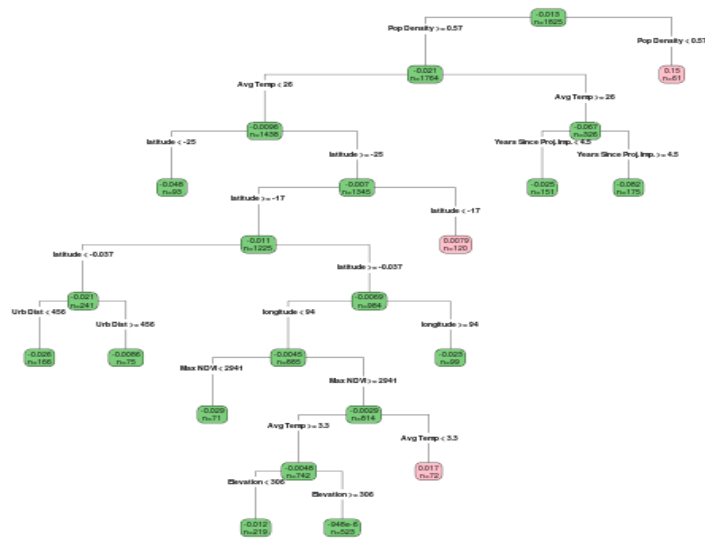 -0.013
n=1825
Pop Density >= 0.57
Pop Density < 0.57
-0.021
n=1764
0.15
n=61
Avg Temp < 26
Avg Temp >= 26
-0.0096
n=1438
-0.067
n=326
latitude < -25
latitude >= -25
Years Since Proj.Imp. < 4.5
Years Since Proj.Imp. >= 4.5
-0.046
n=93
-0.007
n=1345
-0.025
n=151
-0.082
n=175
latitude >= -17
latitude < -17
-0.011
n=1225
0.0079
n=120
latitude < -0.037
latitude >= -0.037
-0.021
n=241
-0.0069
n=984
Urb Dist < 456
Urb Dist >= 456
longitude < 94
longitude >= 94
-0.026
n=166
-0.0086
n=75
-0.0045
n=885
-0.023
n=99
Max NDVI < 2941
Max NDVI >= 2941
-0.029
n=71
-0.0029
n=814
Avg Temp >= 3.3
Avg Temp < 3.3
-0.0048
n=742
0.017
n=72
Elevation < 306
Elevation >= 306
-0.012
n=219
-946e-6
n=523